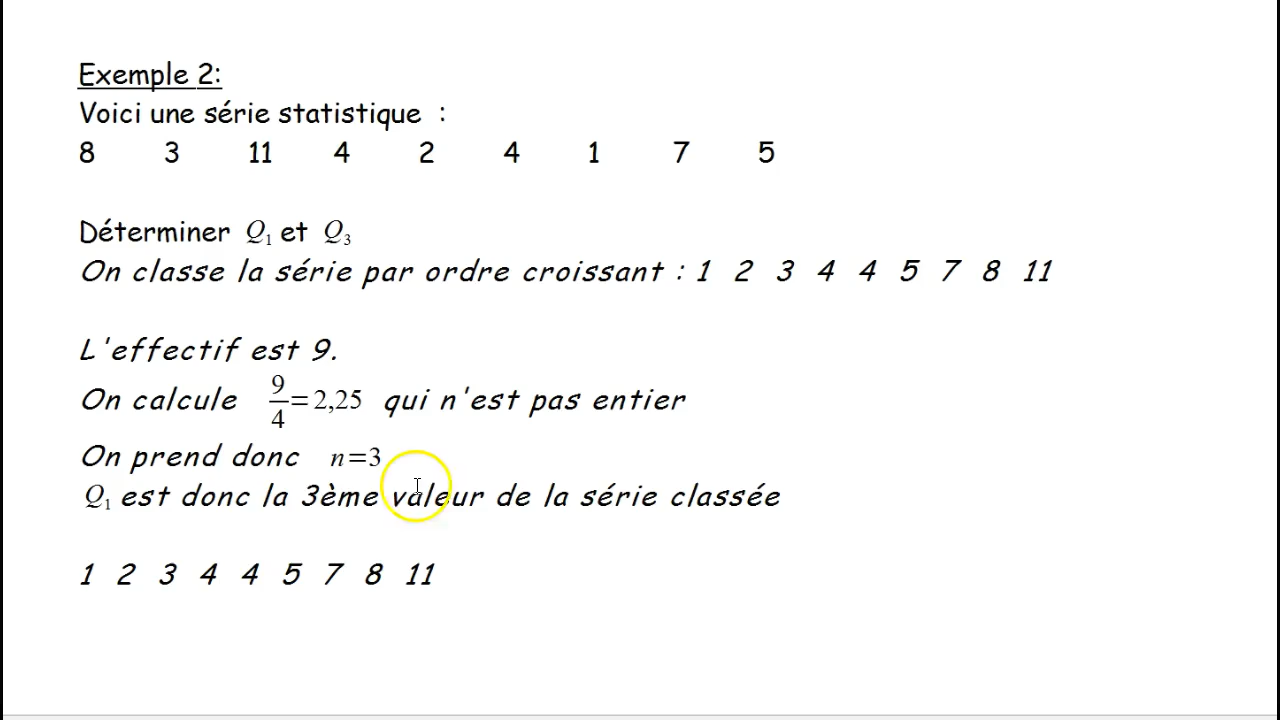 Exemple 2:
Voici une série statistique :
8 3 11 4 2 4 1 7 5
Déterminer Q₁ et Q₃
On classe la série par ordre croissant : 1 2 3 4 4 5 7 8 11
L'effectif est 9.
On calcule 9/4=2,25 qui n'est pas entier
On prend donc n=3
Q₁ est donc la 3ème valeur de la série classée
1 2 3 4 4 5 7 8 11